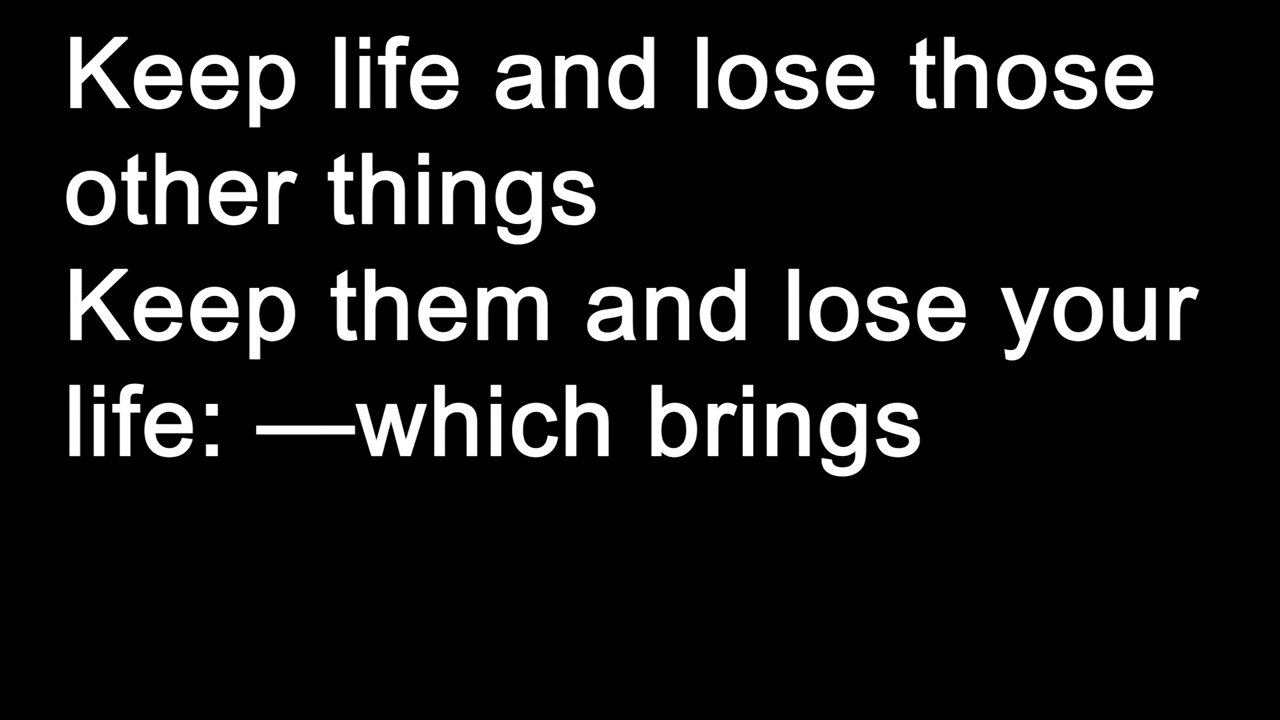 Keep life and lose those
other things
Keep them and lose your
life: —which brings